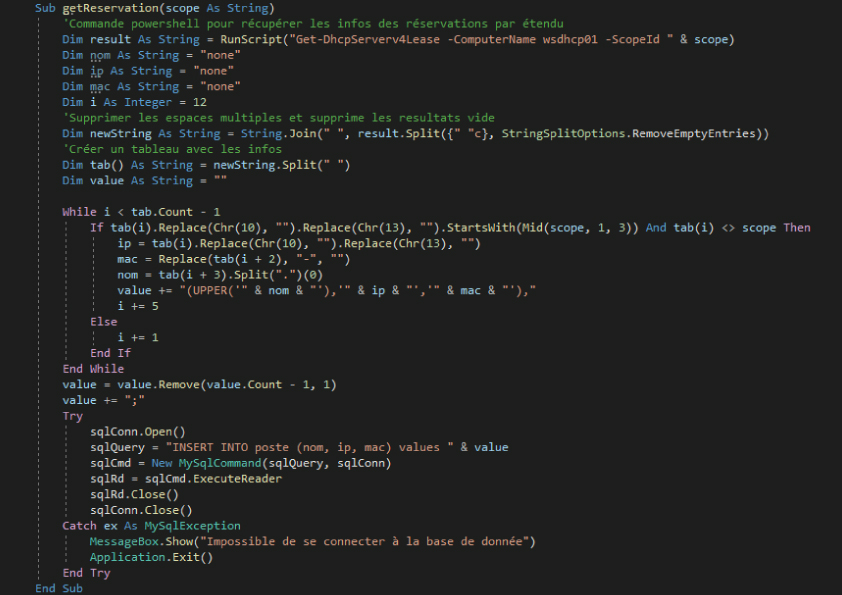 Sub getReservation(scope As String)
'Commande powershell pour récupérer les infos des réservations par étendu
Dim result As String = RunScript("Get-DhcpServerv4Lease -ComputerName wsdhcp01 -ScopeId " & scope)
Dim nom As String = "none"
Dim ip As String = "none"
Dim mac As String = "none"
Dim i As Integer = 12
'Supprimer les espaces multiples et supprime les resultats vide
Dim newString As String = String.Join(" ", result.Split({" "c}, StringSplitOptions.RemoveEmptyEntries))
'Créer un tableau avec les infos
Dim tab() As String = newString.Split(" ")
Dim value As String = ""
While i < tab.Count - 1
If tab(i).Replace(Chr(10), "").Replace(Chr(13), "").StartsWith(Mid(scope, 1, 3)) And tab(i) <> scope Then
ip = tab(i).Replace(Chr(10), "").Replace(Chr(13), "")
mac = Replace(tab(i + 2), "-", "")
nom = tab(i + 3).Split(".")(0)
value += "(UPPER('" & nom & "'),'" & ip & "','" & mac & "'),"
i += 5
Else
i += 1
End If
End While
value = value.Remove(value.Count - 1, 1)
value += ";"
Try
sqlConn.Open()
sqlQuery = "INSERT INTO poste (nom, ip, mac) values " & value
sqlCmd = New MySqlCommand(sqlQuery, sqlConn)
sqlRd = sqlCmd.ExecuteReader
sqlRd.Close()
sqlConn.Close()
Catch ex As MySqlException
MessageBox.Show("Impossible de se connecter à la base de donnée")
Application.Exit()
End Try
End Sub